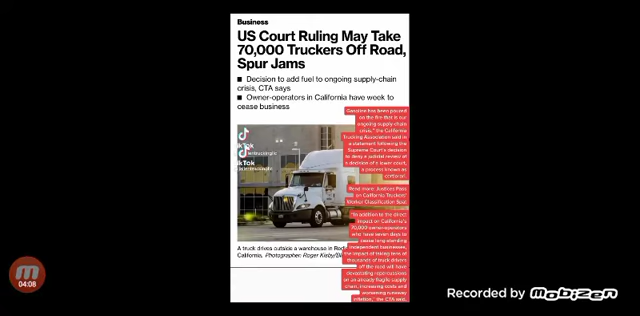 Business
US Court Ruling May Take
70,000 Truckers Off Road,
Spur Jams
■ Decision to add fuel to ongoing supply-chain
crisis, CTA says
■ Owner-operators in California have week to
cease business
Gasoline has been poured
on the fire that is our
ongoing supply chain
crisis," the California
Trucking Association said in
a statement following the
Supreme Court's decision
to deny a judicial review of
a decision of a lower court,
a process known as
certiorari.
Read more: Justices Pass
on California Truckers'
Worker Classification Spat
"In addition to the direct
impact on California's
70,000 owner-operators
who have seven days to
cease long-standing
independent businesses,
the impact of taking tens of
thousands of truck drivers
off the road will have
devastating repercussions
on an already fragile supply
chain, increasing costs and
worsening runaway
inflation," the CTA said.
TikTok
A truck drives outside a warehouse in
California, Photographer: Roger Kisby/
04:08
Recorded by mobizen